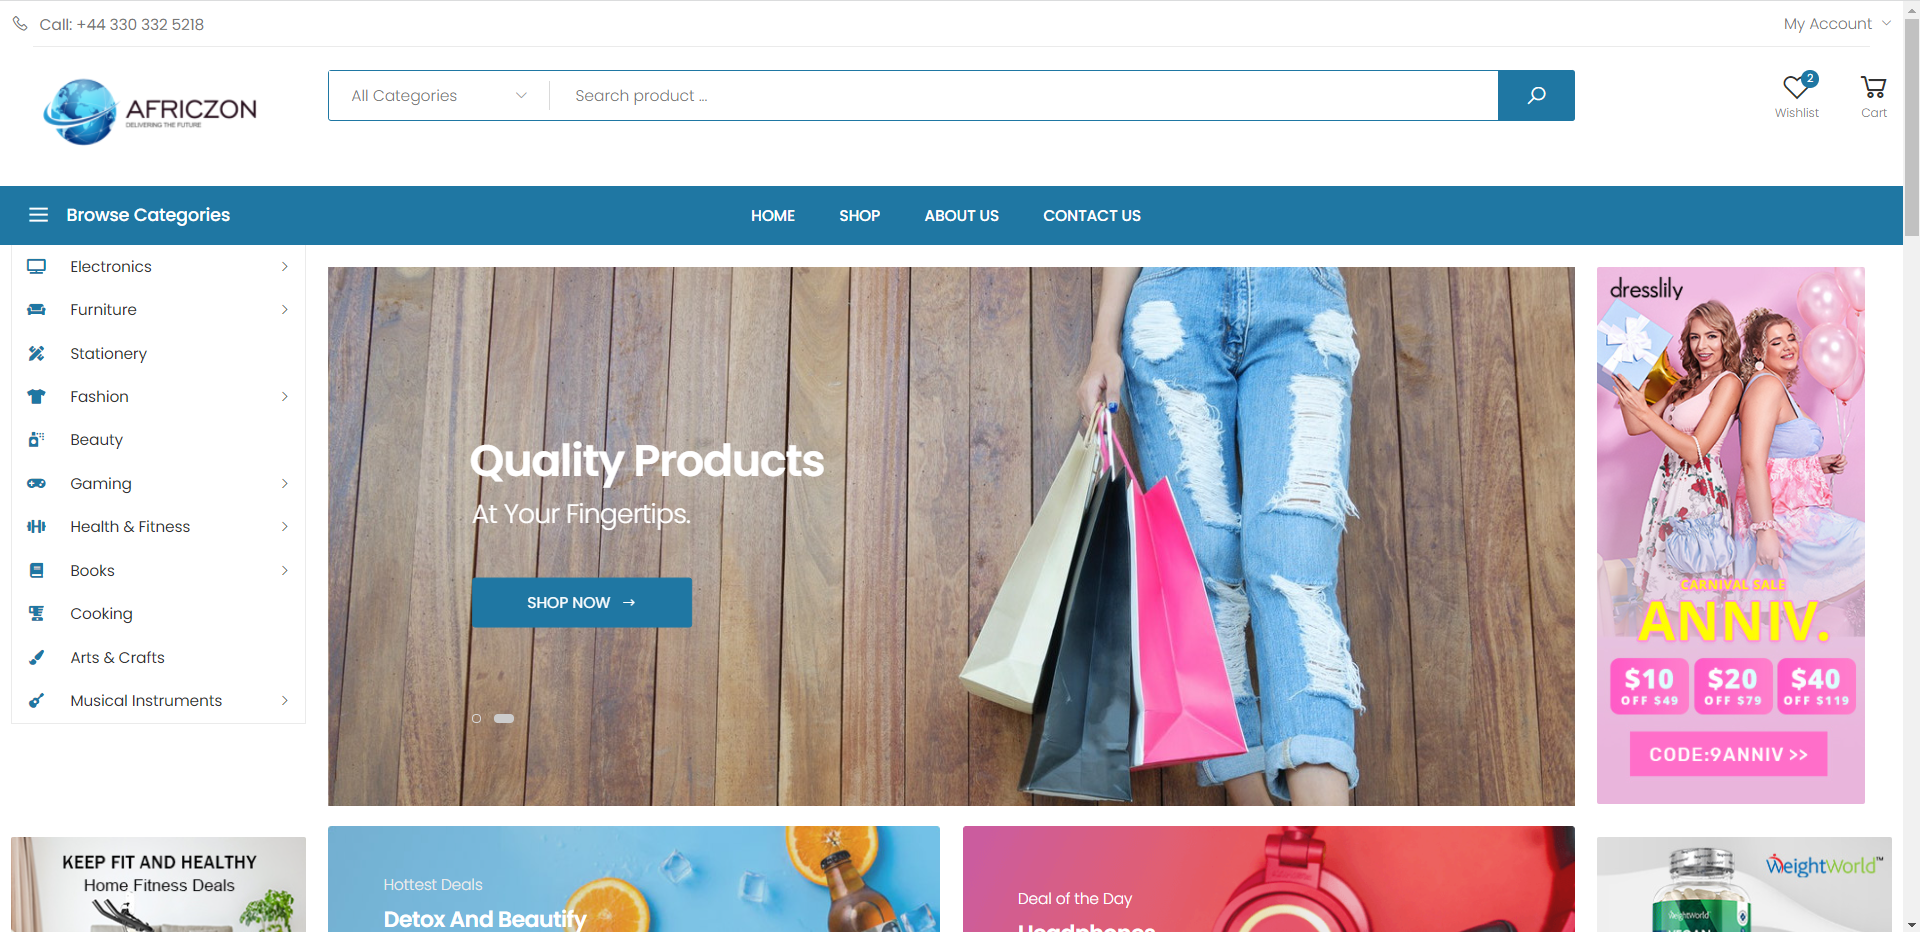 Call: +44 330 332 5218
My Account
AFRICZON
DELIVERING THE FUTURE
All Categories
Search product ...
2
Wishlist
Cart
Browse Categories
HOME
SHOP
ABOUT US
CONTACT US
Electronics
Furniture
Stationery
Fashion
Beauty
Gaming
Health & Fitness
Books
Cooking
Arts & Crafts
Musical Instruments
Quality Products
At Your Fingertips.
SHOP NOW →
dresslily
CARNIVAL SALE
ANNIV.
$10 $20 $40
OFF $49 OFF $79 OFF $119
CODE:9ANNIV >>
KEEP FIT AND HEALTHY
Home Fitness Deals
Hottest Deals
Detox And Beautify
Deal of the Day
Headphones
WeightWorld™
WeightWorld
VEGAN